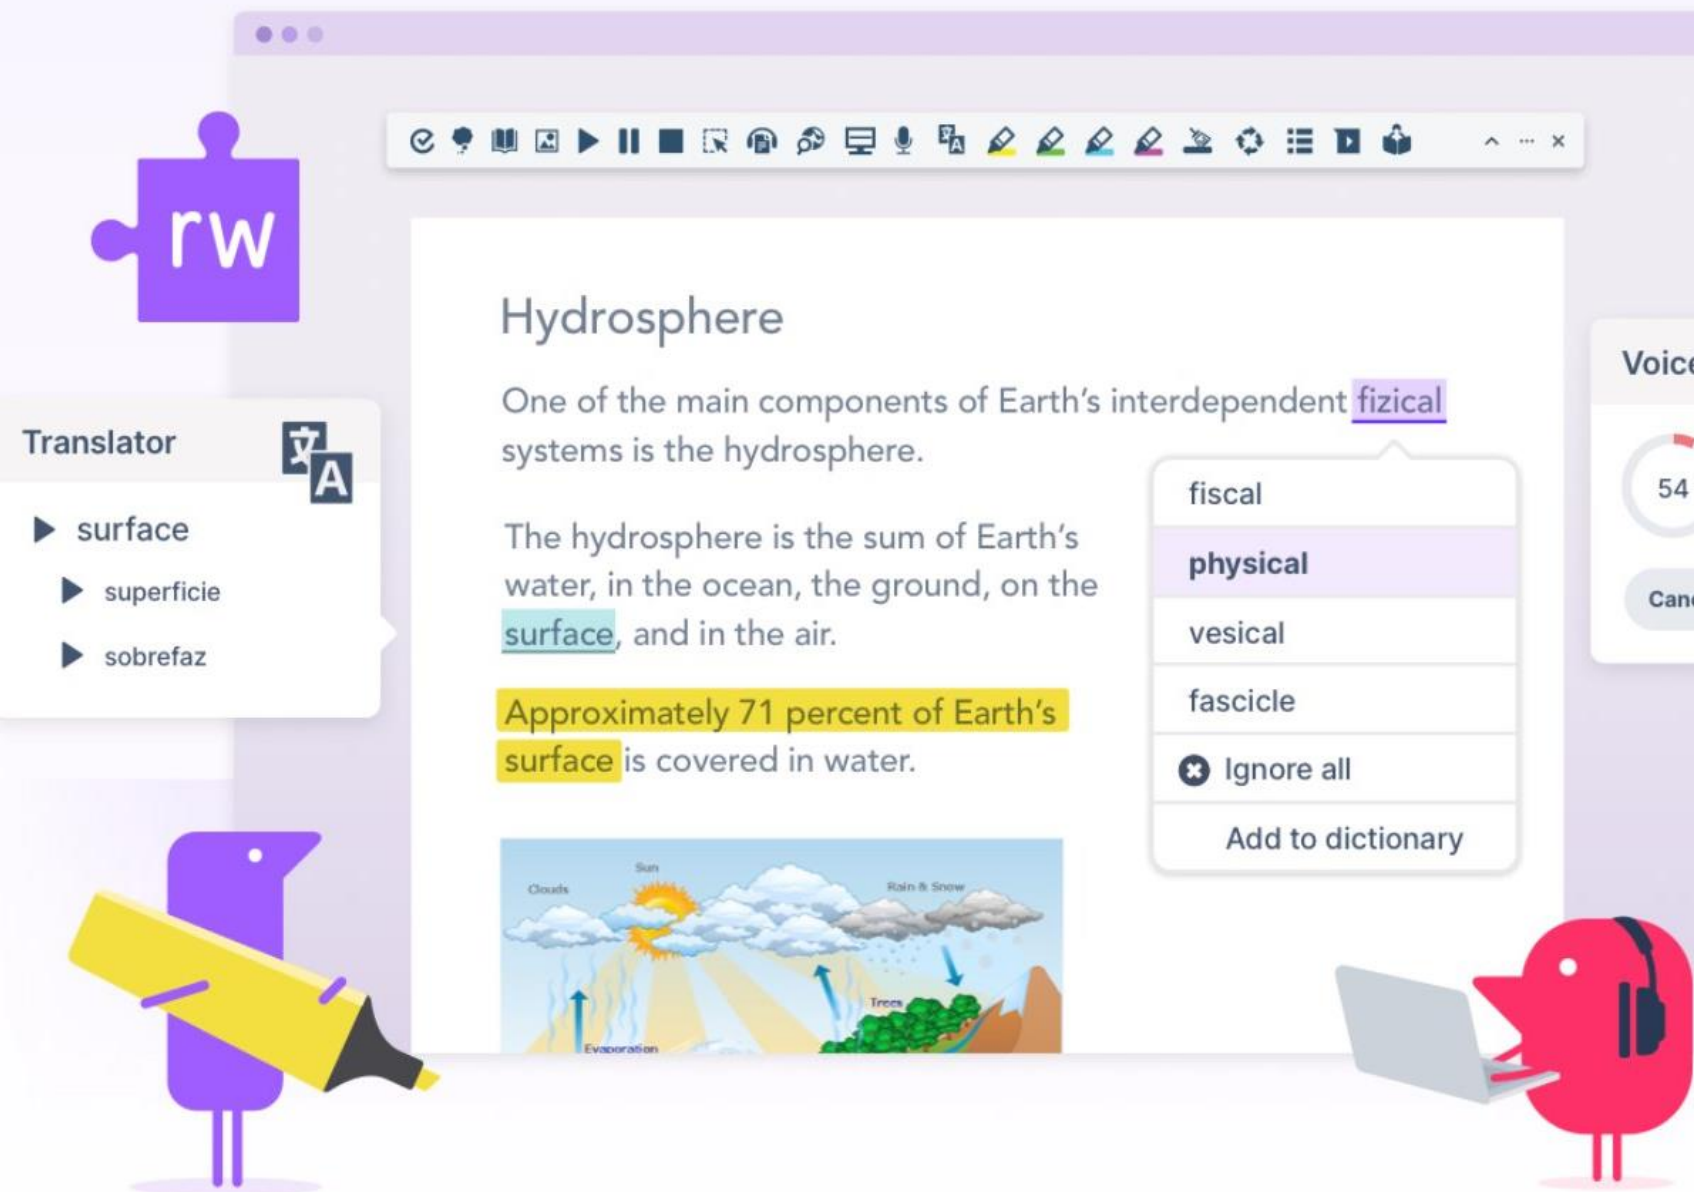 rw
Hydrosphere
One of the main components of Earth's interdependent fizical
systems is the hydrosphere.
The hydrosphere is the sum of Earth's
water, in the ocean, the ground, on the
surface, and in the air.
Approximately 71 percent of Earth's
surface is covered in water.
Translator
文
A
surface
superficie
sobrefaz
fiscal
physical
vesical
fascicle
Ignore all
Add to dictionary
Voice
54
Clouds
Sun
Rain & Snow
Trees
Evaporation